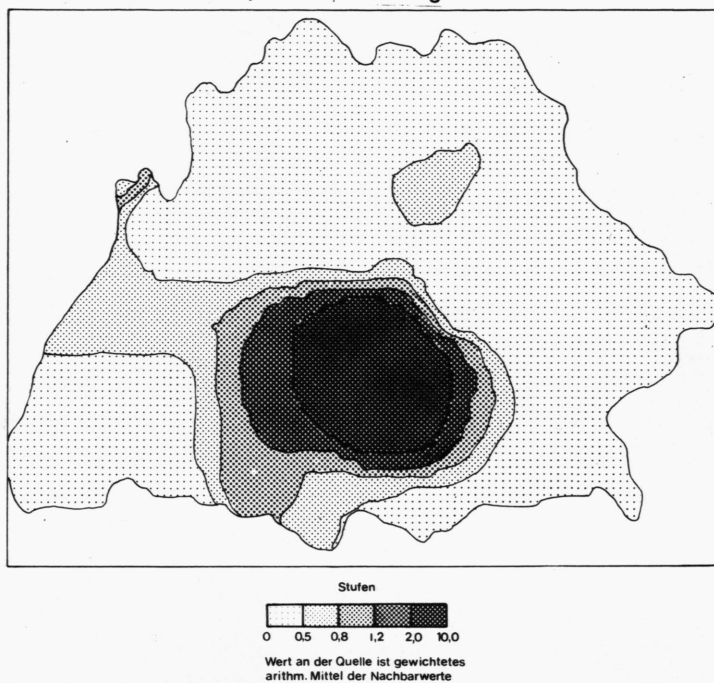 Stufen
0 0,5 0,8 1,2 2,0 10,0
Wert an der Quelle ist gewichtetes
arithm. Mittel der Nachbarwerte